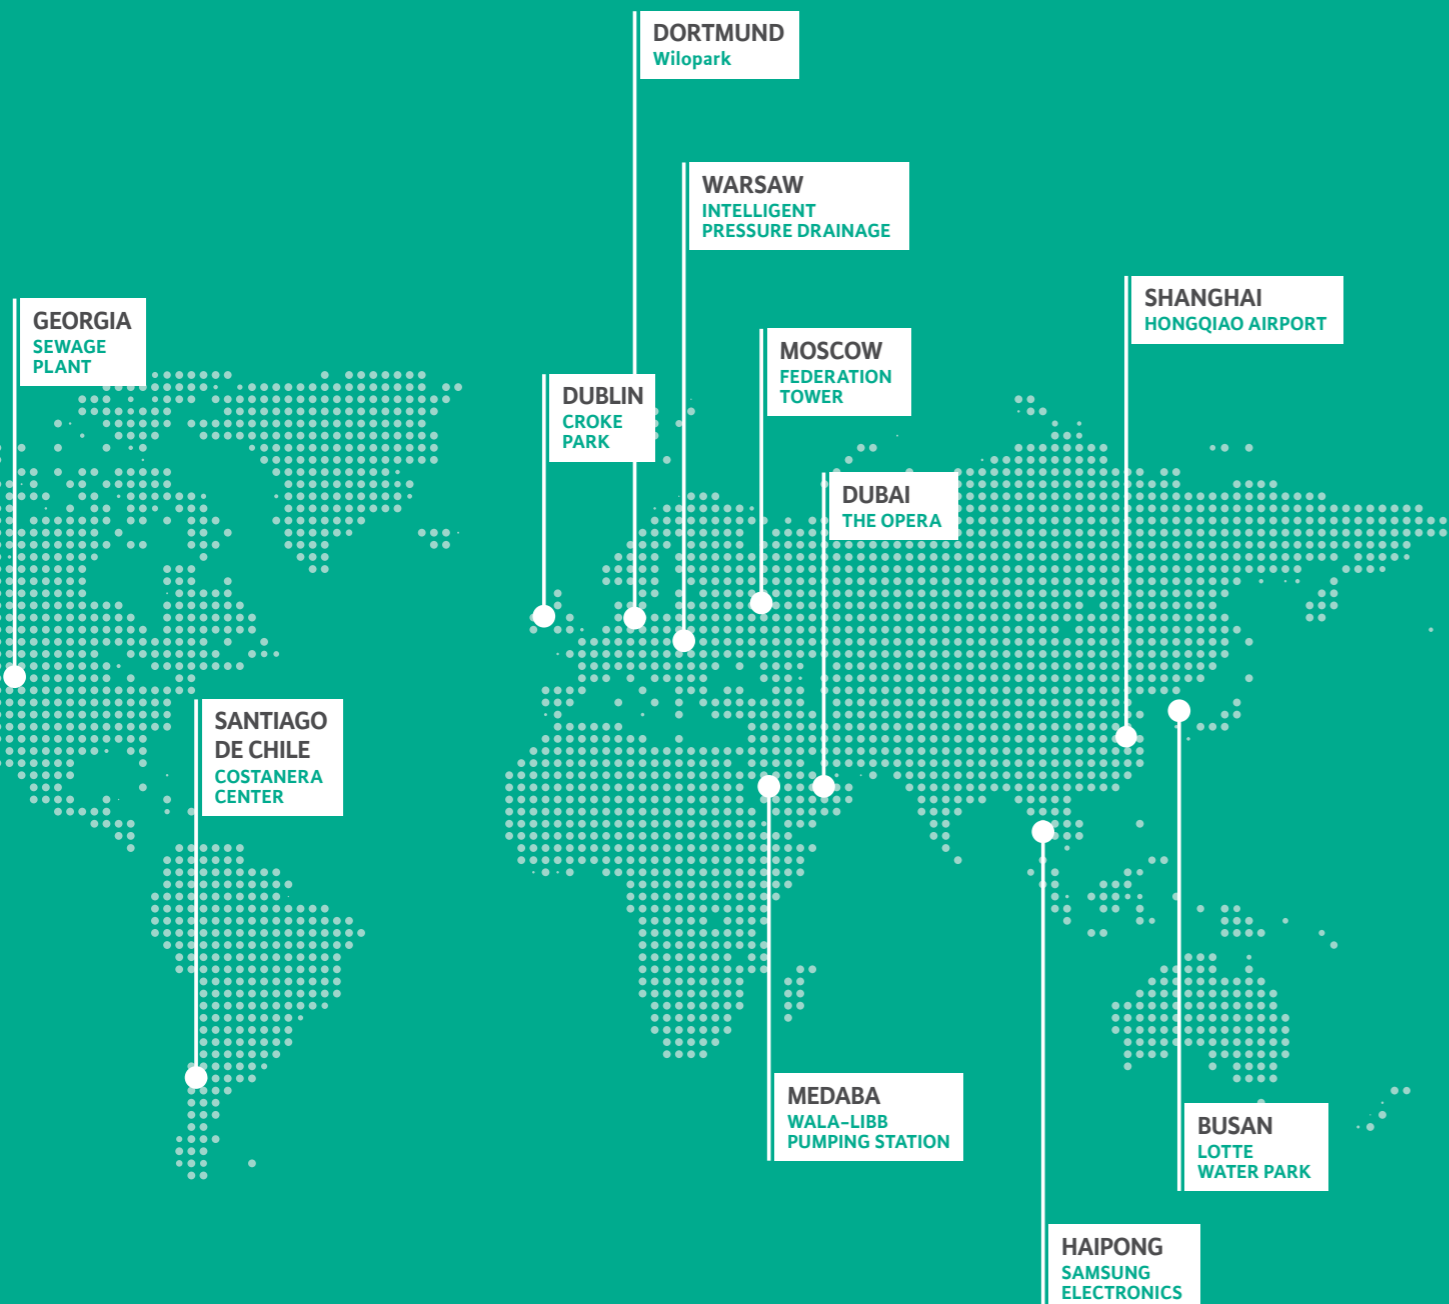 DORTMUND
Wilopark
WARSAW
INTELLIGENT
PRESSURE DRAINAGE
SHANGHAI
HONGQIAO AIRPORT
GEORGIA
SEWAGE
PLANT
MOSCOW
FEDERATION
TOWER
DUBLIN
CROKE
PARK
DUBAI
THE OPERA
SANTIAGO
DE CHILE
COSTANERA
CENTER
MEDABA
WALA-LIBB
PUMPING STATION
BUSAN
LOTTE
WATER PARK
HAIPONG
SAMSUNG
ELECTRONICS